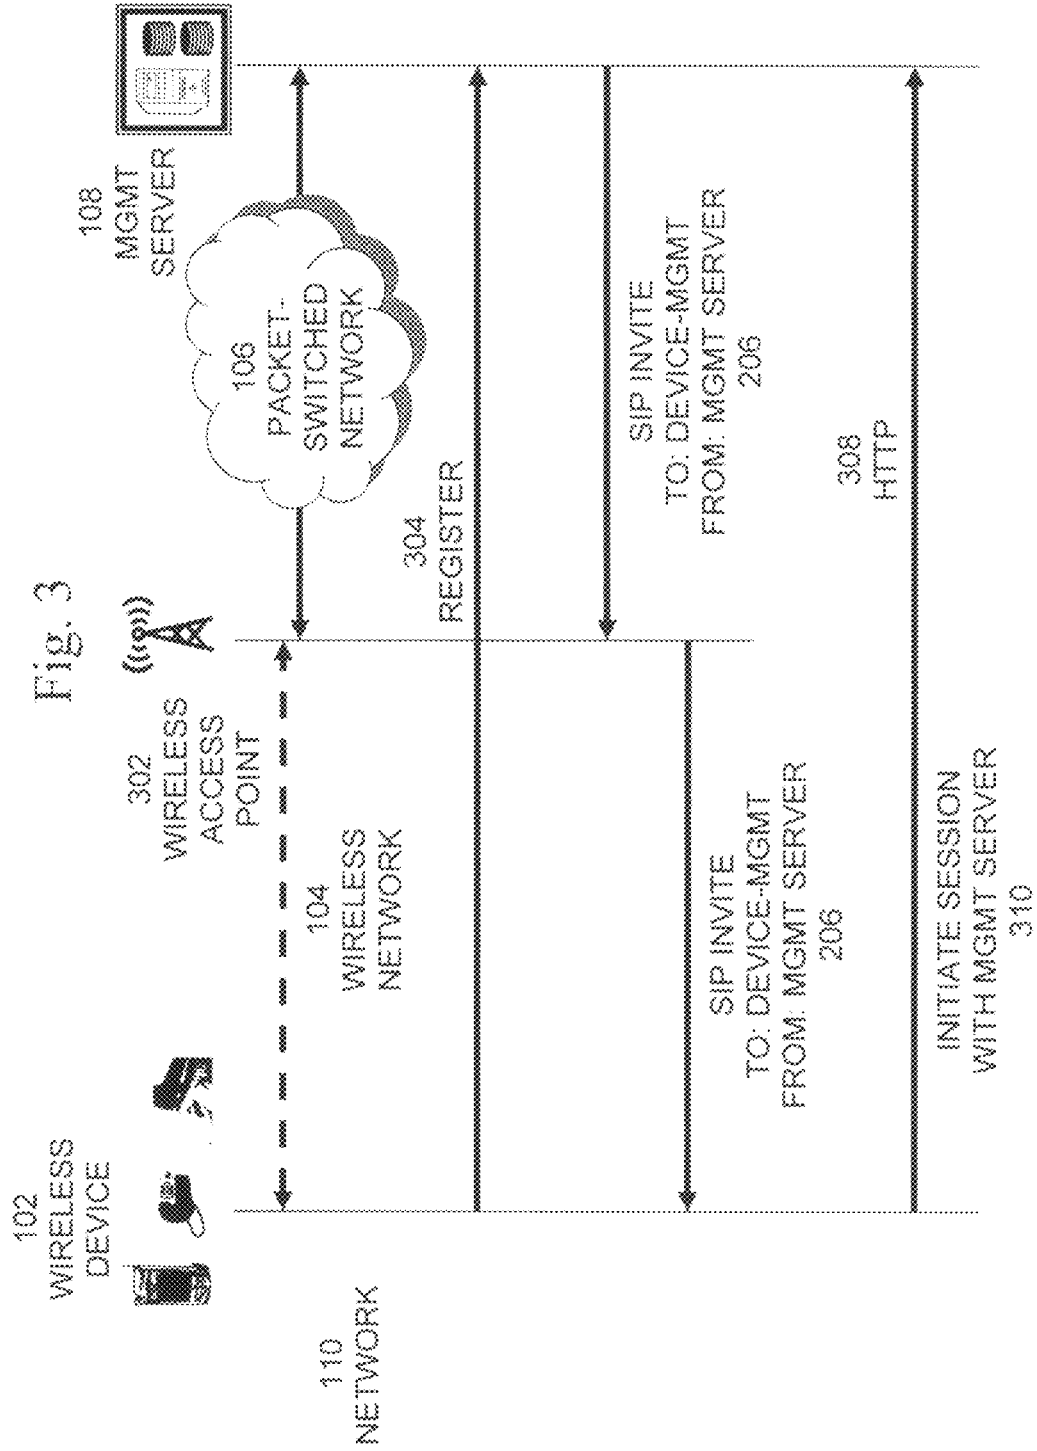 Fig. 3
102
WIRELESS
DEVICE
302
WIRELESS
ACCESS
POINT
108
MGMT
SERVER
110
NETWORK
104
WIRELESS
NETWORK
106
PACKET-
SWITCHED
NETWORK
304
REGISTER
SIP INVITE
TO: DEVICE-MGMT
FROM: MGMT SERVER
206
SIP INVITE
TO: DEVICE-MGMT
FROM: MGMT SERVER
206
308
HTTP
INITIATE SESSION
WITH MGMT SERVER
310